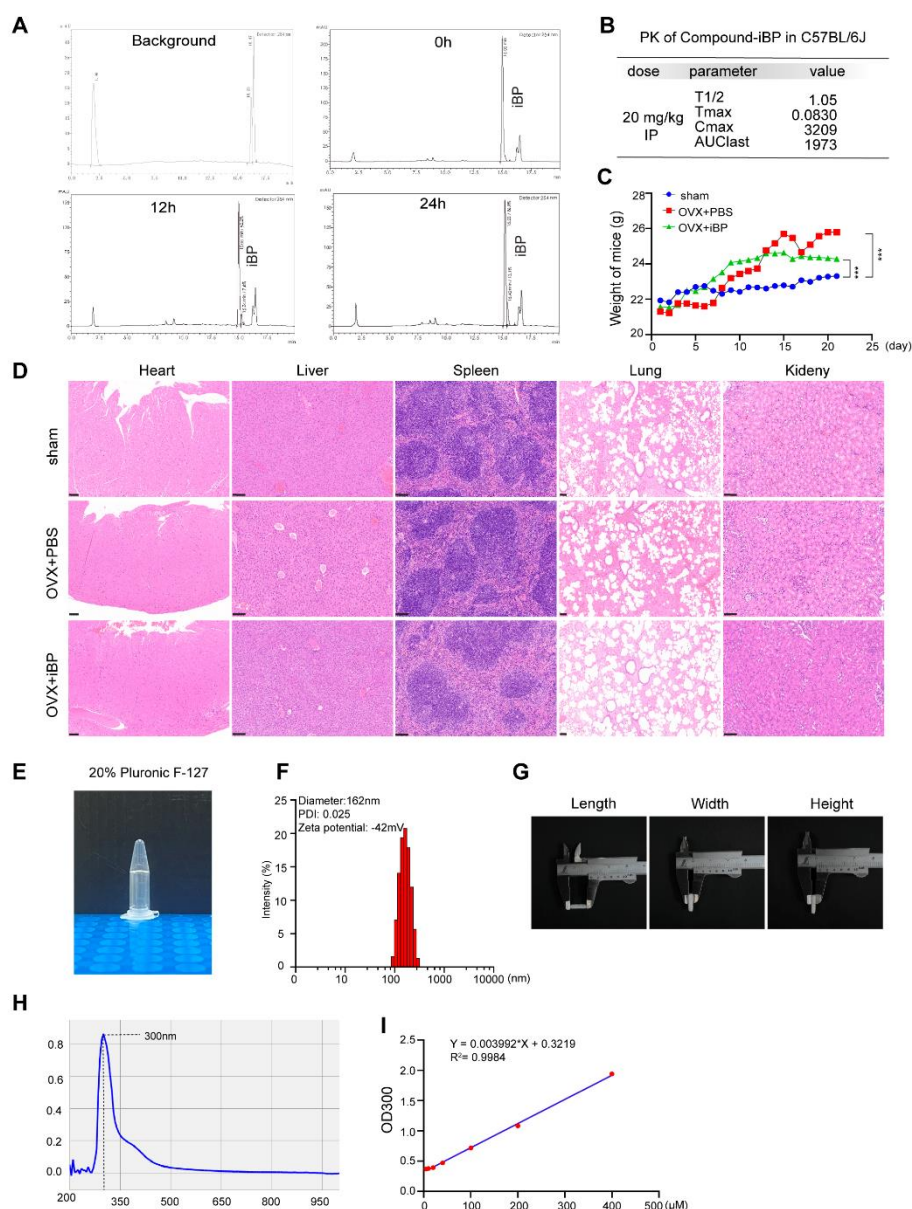 A
Background
0h
iBP
12h
iBP
24h
iBP
B
PK of Compound-iBP in C57BL/6J
dose parameter value
20 mg/kg
IP
T1/2 1.05
Tmax 0.0830
Cmax 3209
AUClast 1973
C
sham
OVX+PBS
OVX+iBP
Weight of mice (g)
28
26
24
22
20
0 5 10 15 20 25 (day)
***
***
D
Heart Liver Spleen Lung Kideny
sham
OVX+PBS
OVX+iBP
E
20% Pluronic F-127
F
Diameter:162nm
PDI: 0.025
Zeta potential: -42mV
Intensity (%)
25
20
15
10
5
0
0 10 100 1000 10000 (nm)
G
Length Width Height
H
300nm
0.8
0.6
0.4
0.2
0.0
200 350 500 650 800 950
I
Y = 0.003992*X + 0.3219
R²= 0.9984
OD300
2.5
2.0
1.5
1.0
0.5
0.0
0 100 200 300 400 500 (uM)